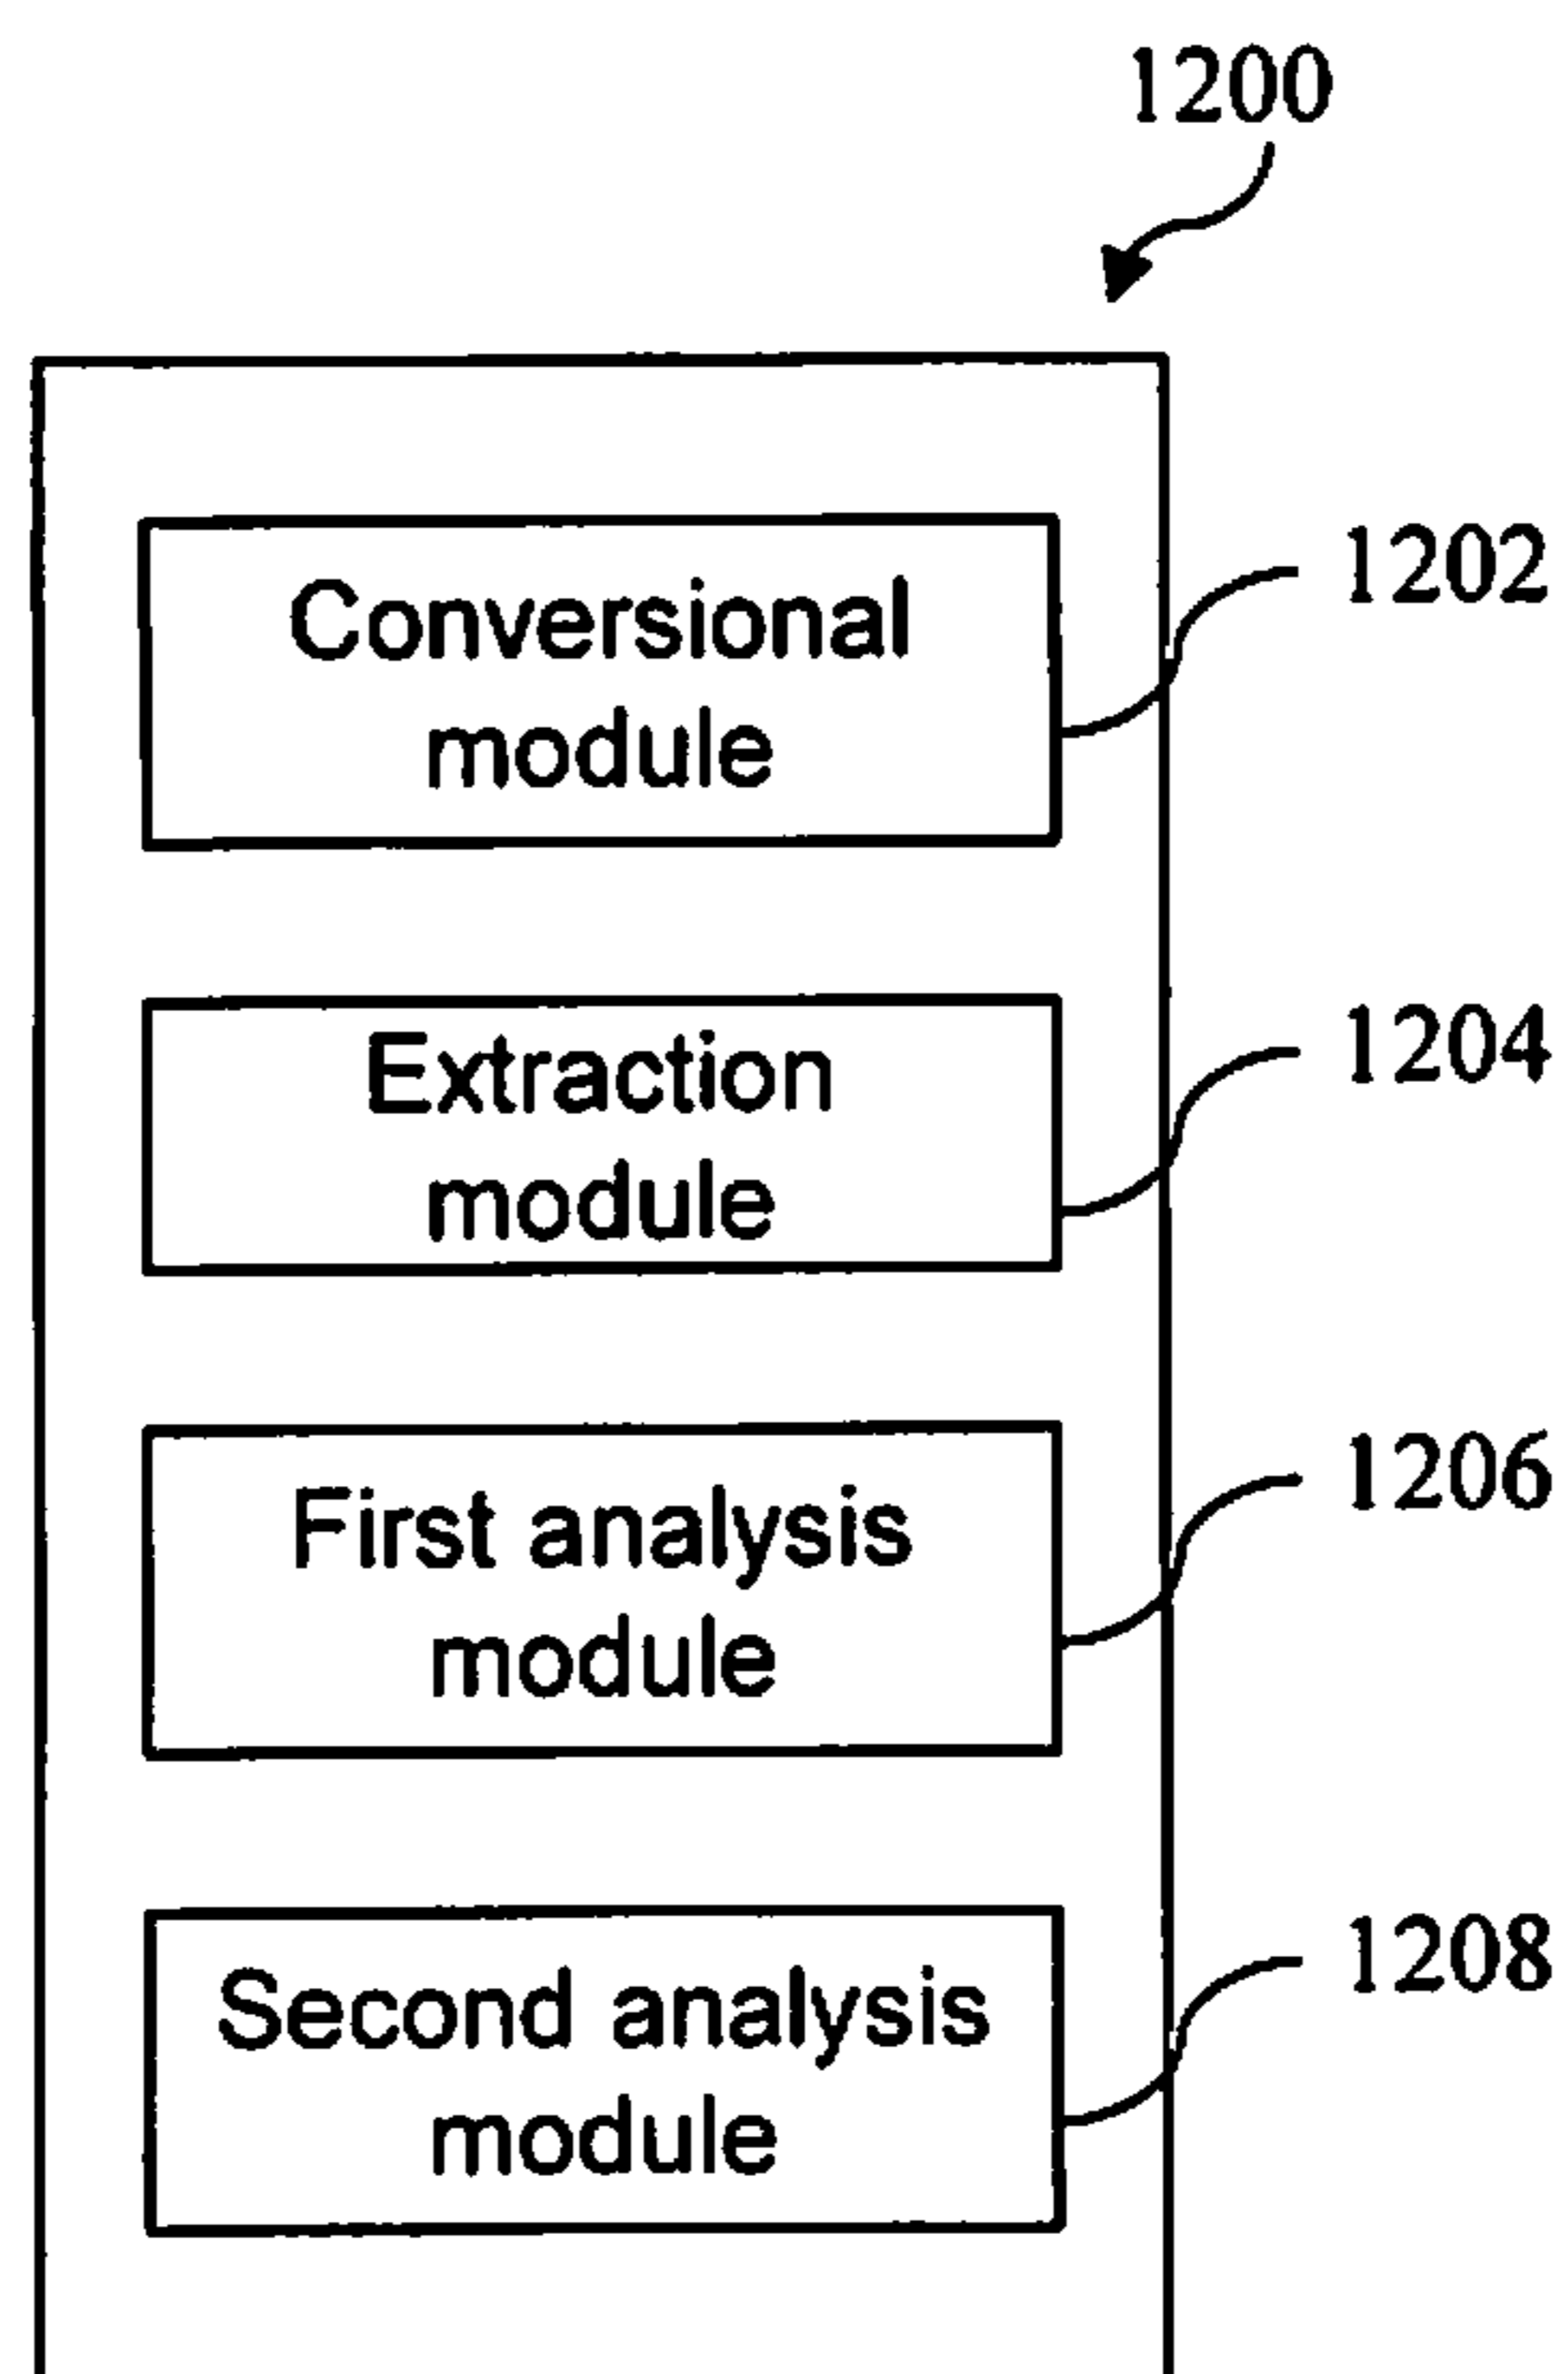 1200
Conversional
module
1202
Extraction
module
1204
First analysis
module
1206
Second analysis
module
1208